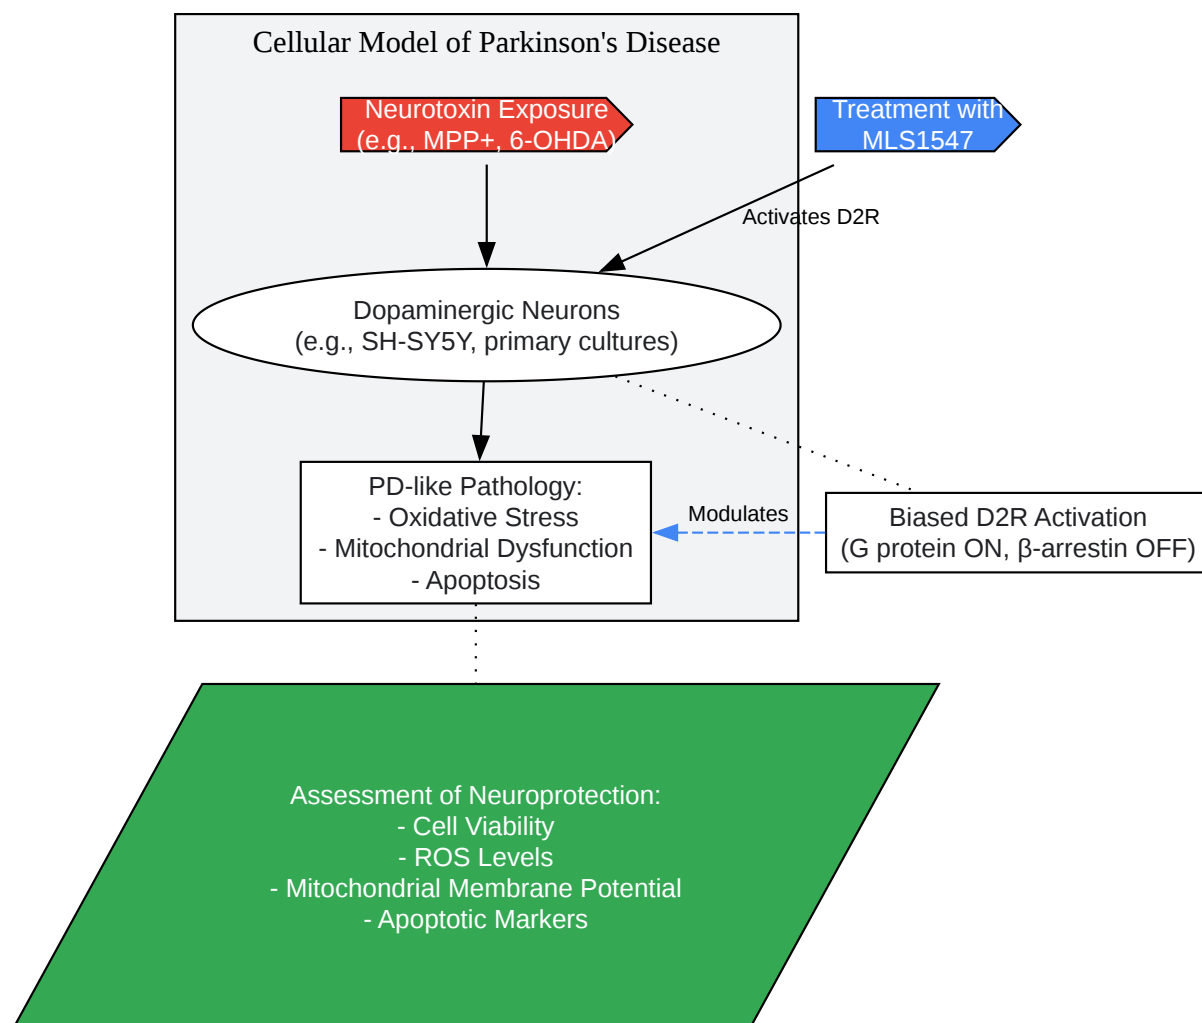 Cellular Model of Parkinson's Disease
Neurotoxin Exposure
(e.g., MPP+, 6-OHDA)
Treatment with
MLS1547
Activates D2R
Dopaminergic Neurons
(e.g., SH-SY5Y, primary cultures)
PD-like Pathology:
- Oxidative Stress
- Mitochondrial Dysfunction
- Apoptosis
Modulates
Biased D2R Activation
(G protein ON, β-arrestin OFF)
Assessment of Neuroprotection:
- Cell Viability
- ROS Levels
- Mitochondrial Membrane Potential
- Apoptotic Markers